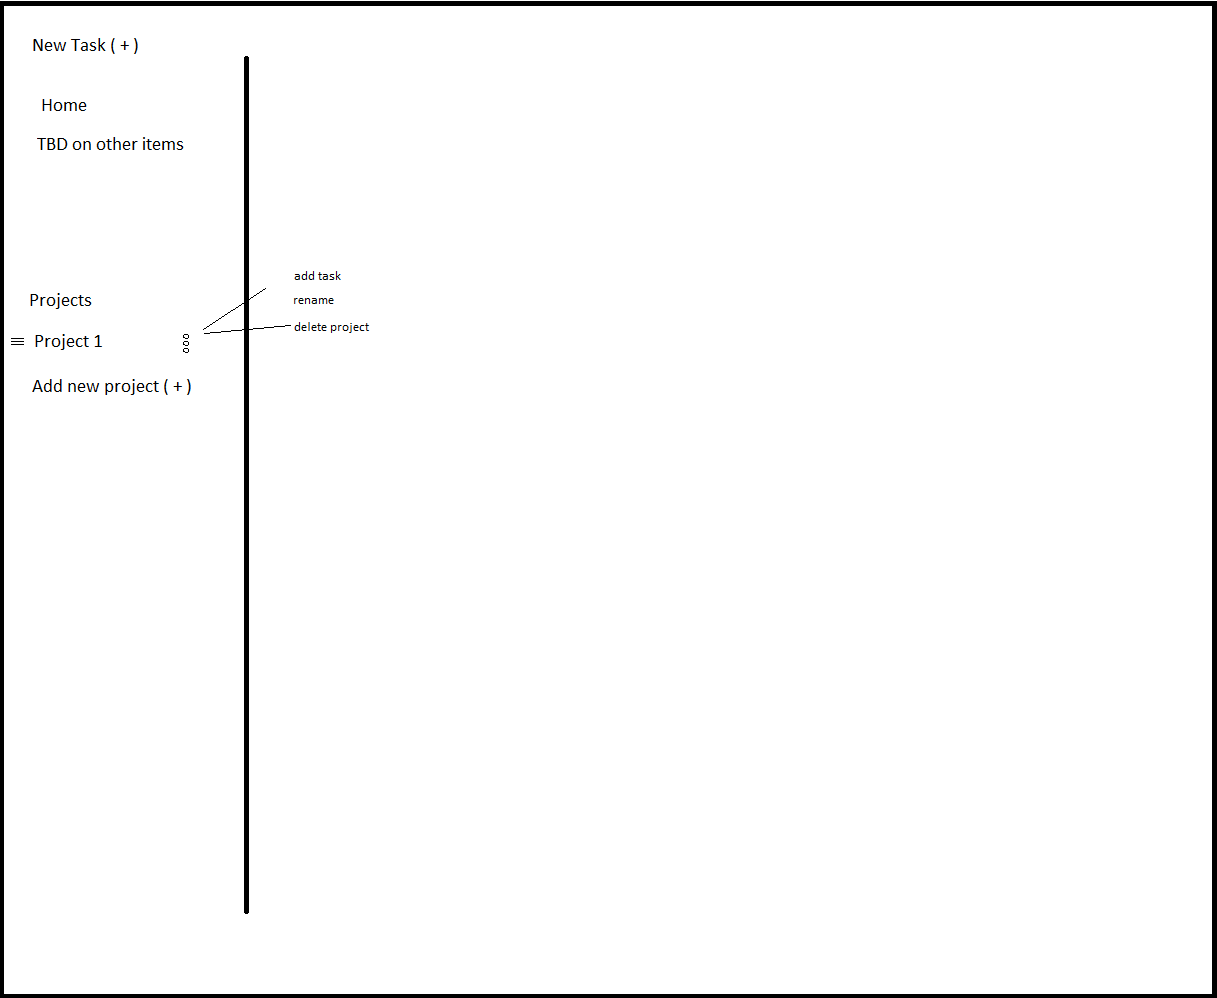 New Task ( + )
Home
TBD on other items
Projects
Project 1
add task
rename
delete project
Add new project ( + )